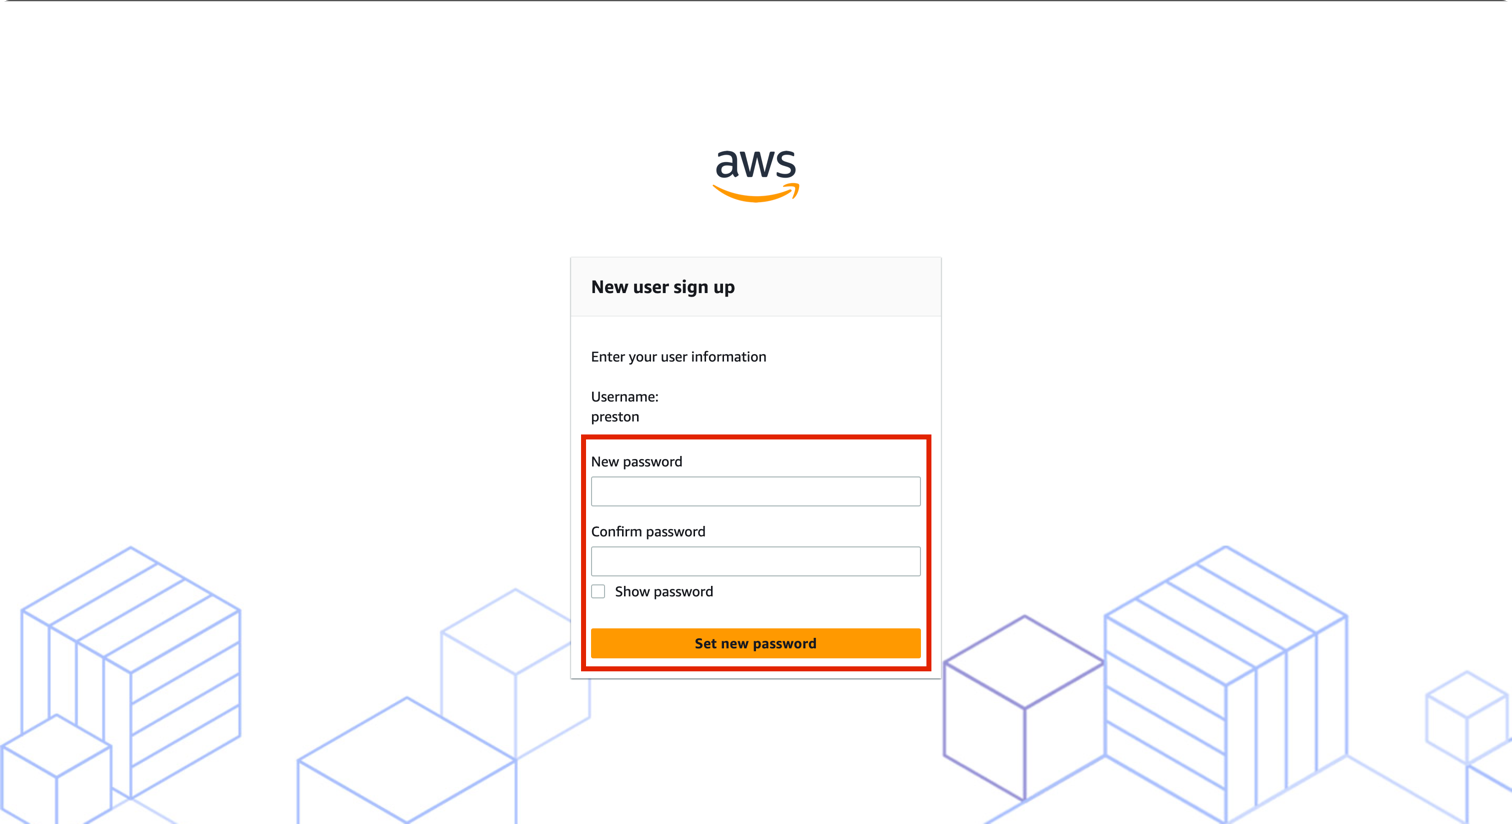 aws
New user sign up
Enter your user information
Username:
preston
New password
Confirm password
Show password
Set new password